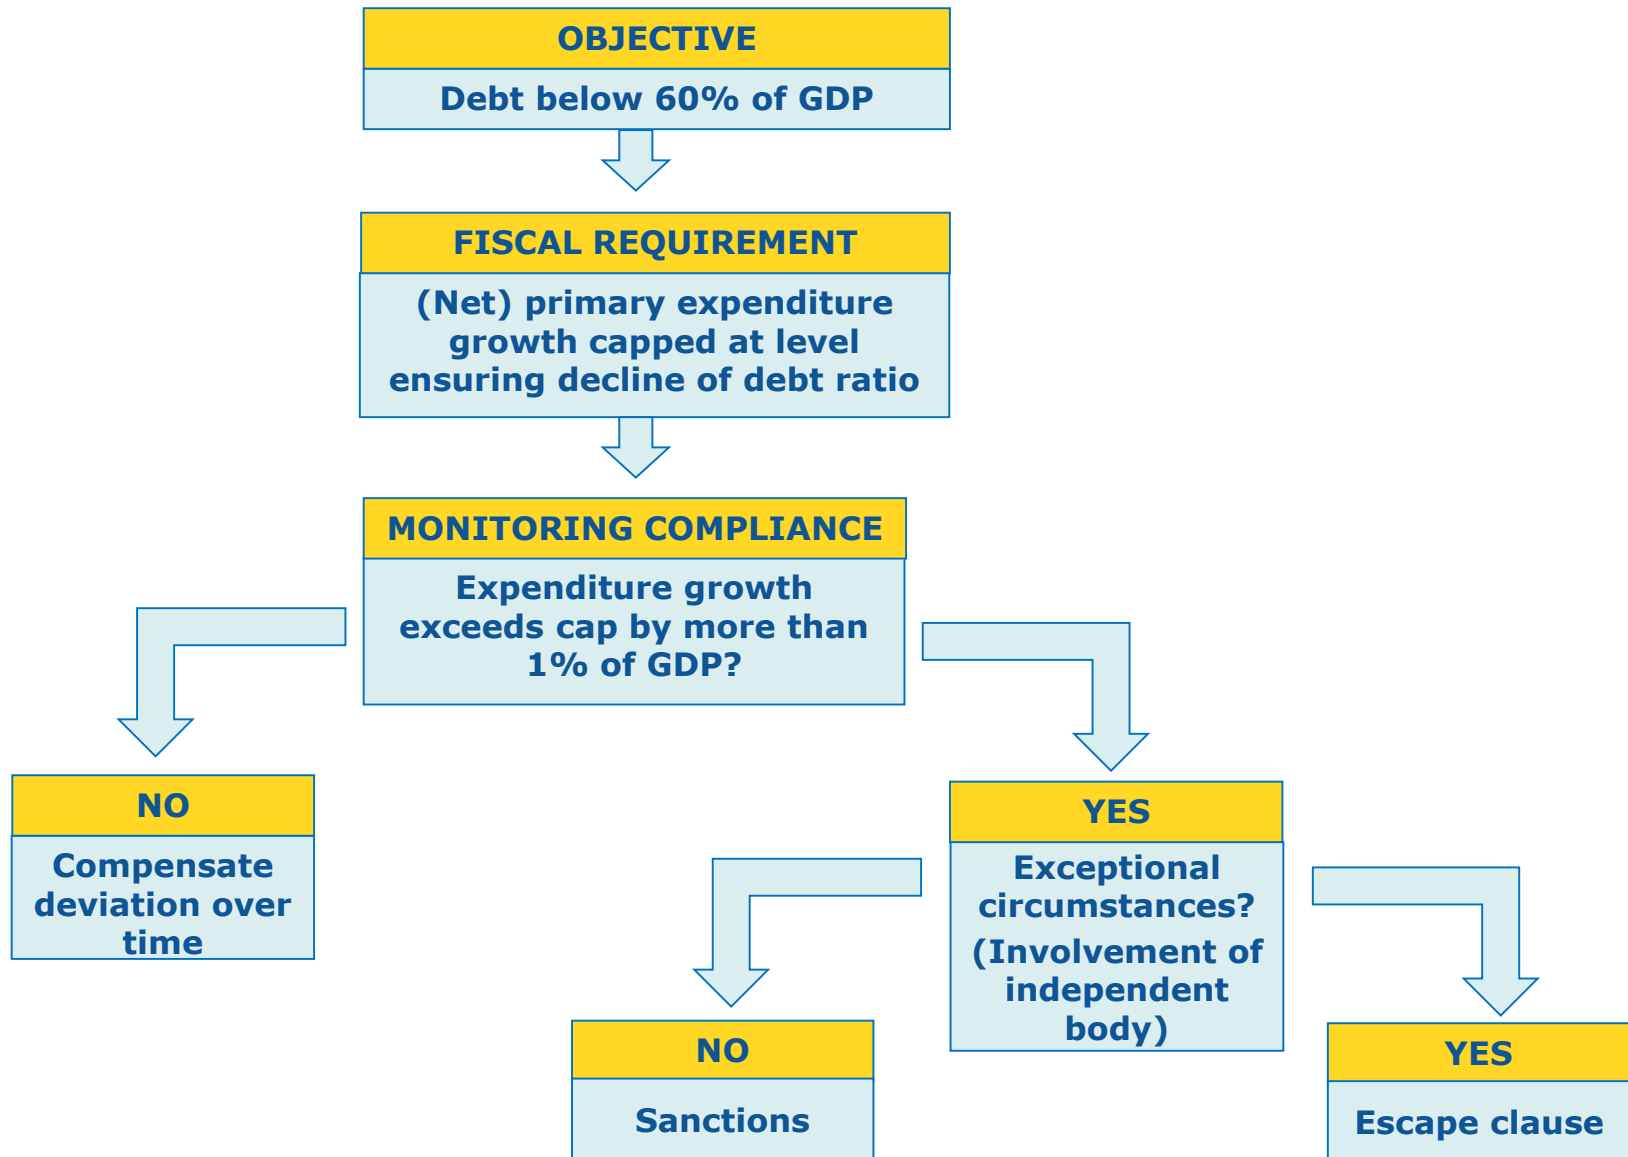 OBJECTIVE
Debt below 60% of GDP
FISCAL REQUIREMENT
(Net) primary expenditure
growth capped at level
ensuring decline of debt ratio
MONITORING COMPLIANCE
Expenditure growth
exceeds cap by more than
1% of GDP?
NO
Compensate
deviation over
time
YES
Exceptional
circumstances?
(Involvement of
independent
body)
NO
Sanctions
YES
Escape clause